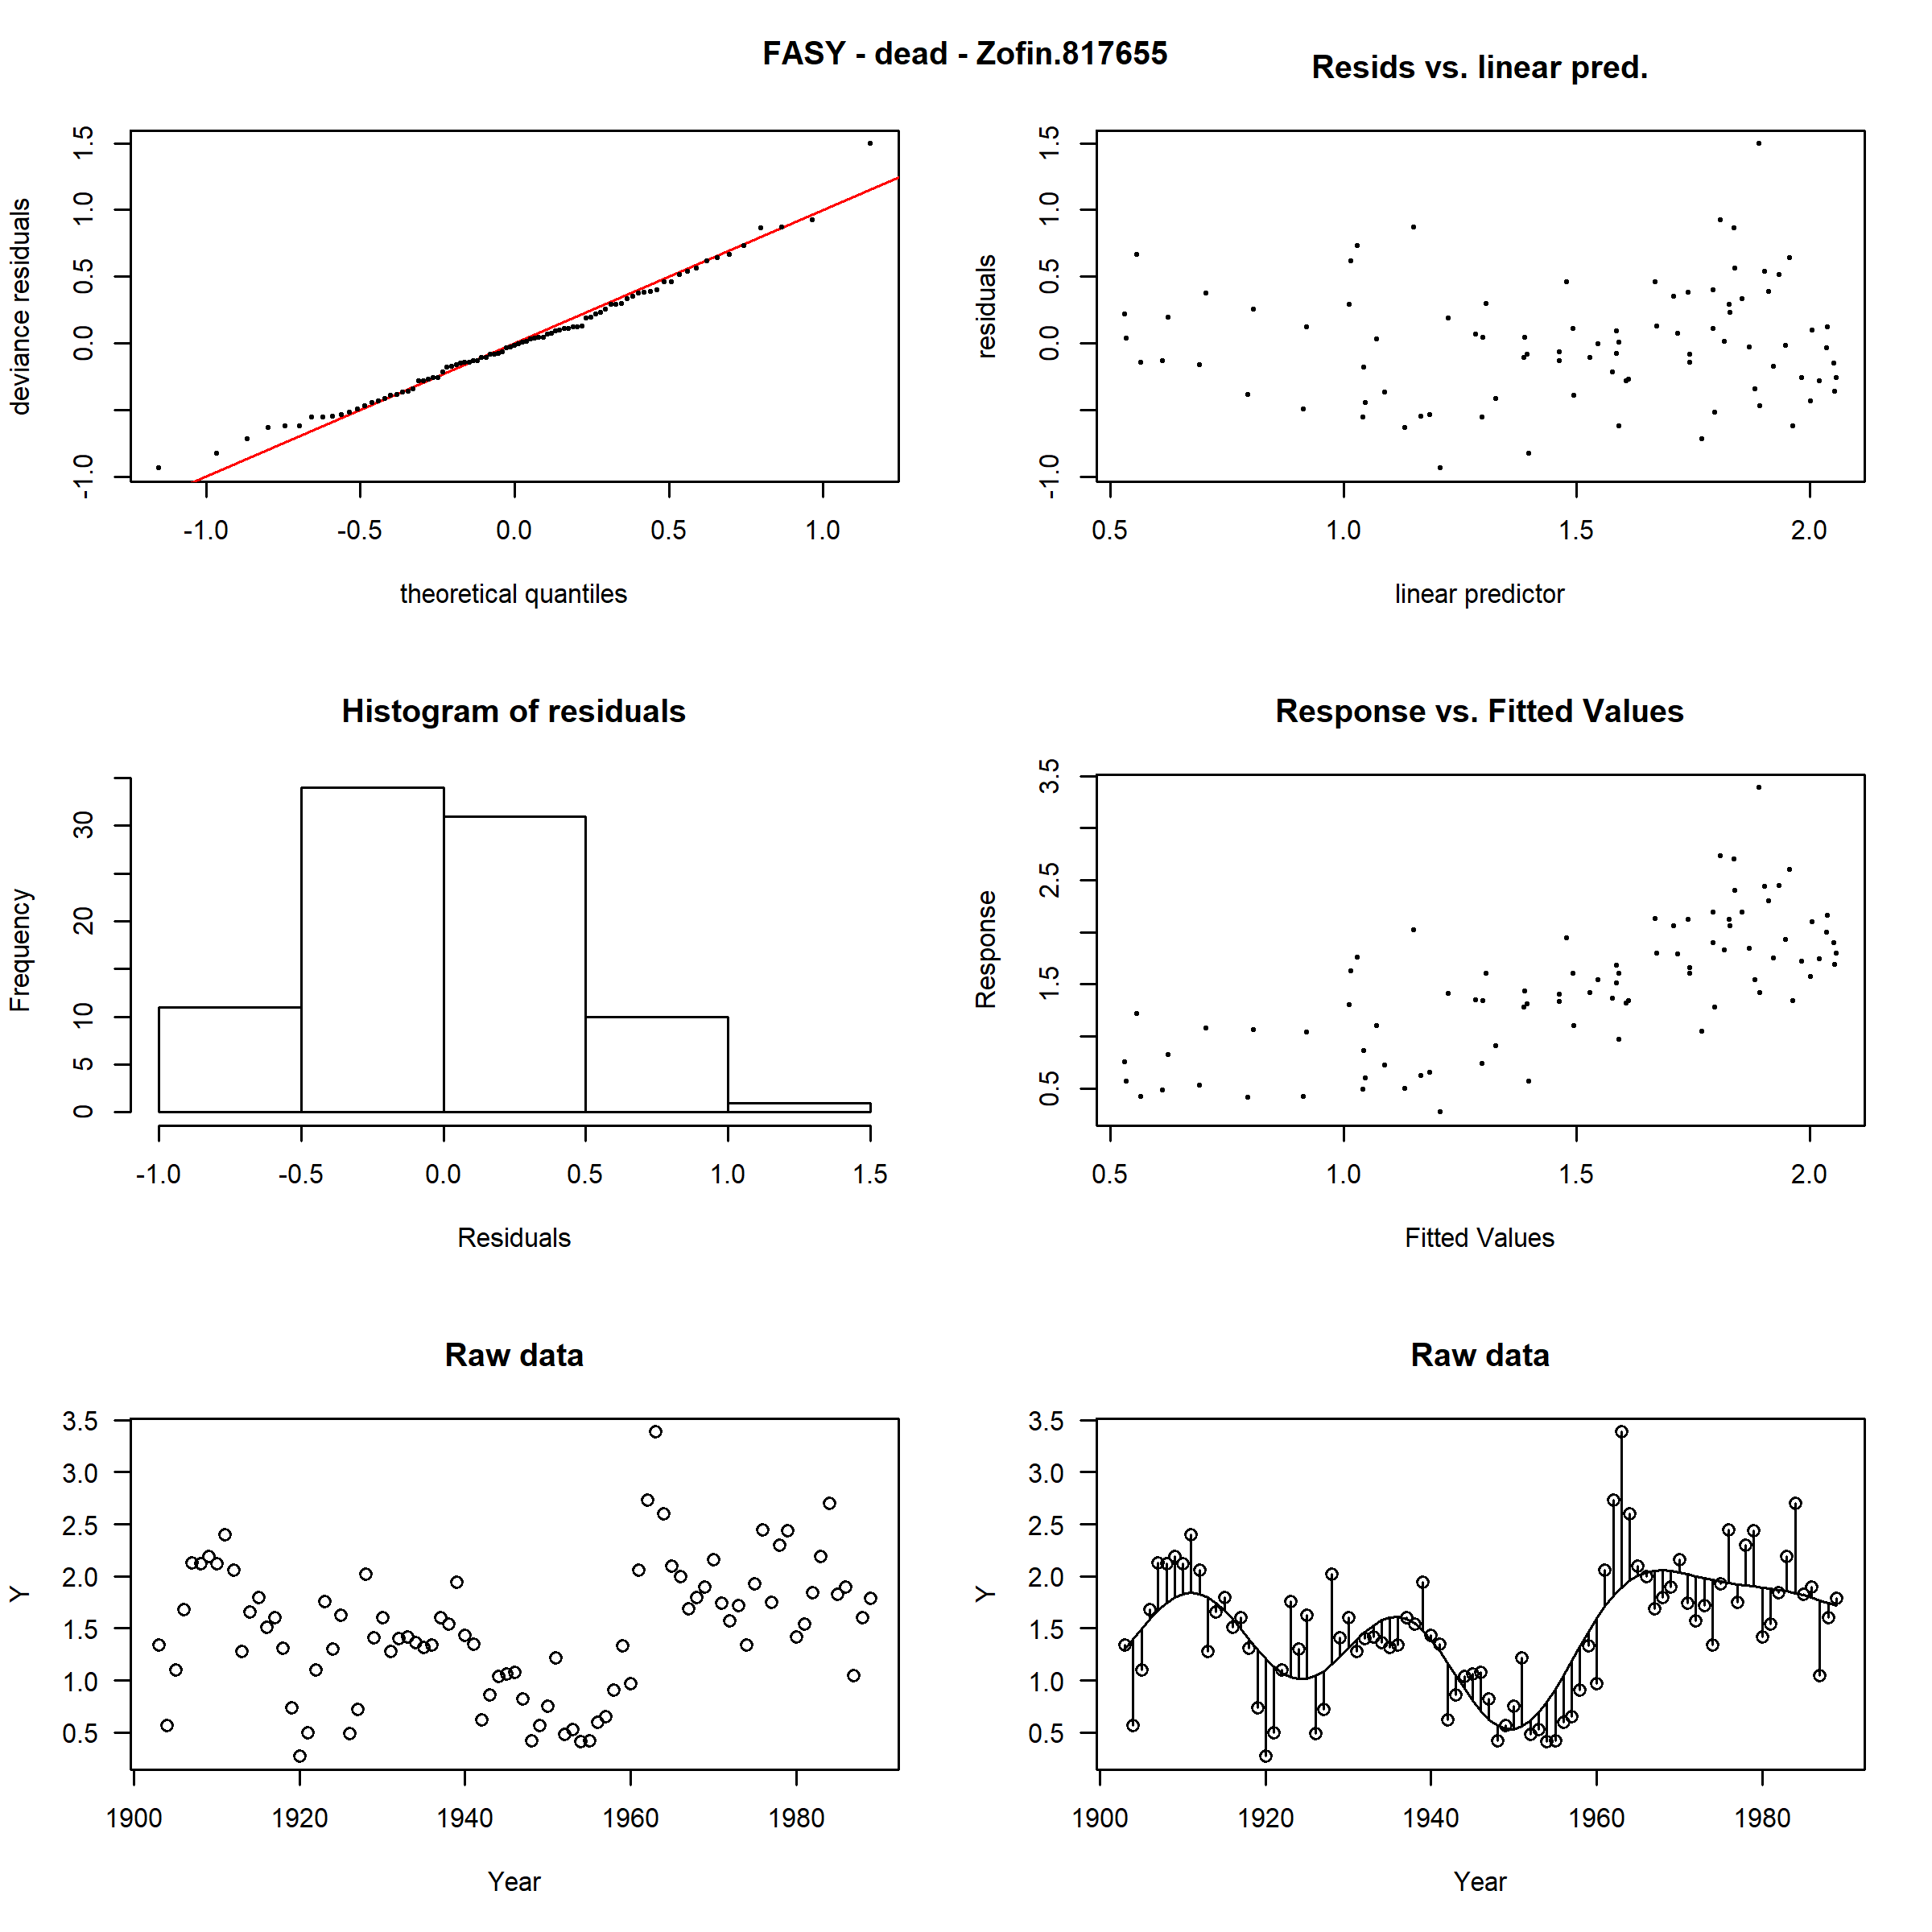 FASY - dead - Zofin.817655
Resids vs. linear pred.
deviance residuals
-1.0 0.0 0.5 1.0 1.5
-1.0 -0.5 0.0 0.5 1.0
theoretical quantiles
residuals
-1.0 0.0 0.5 1.0 1.5
0.5 1.0 1.5 2.0
linear predictor
Histogram of residuals
Frequency
0 5 10 20 30
-1.0 -0.5 0.0 0.5 1.0 1.5
Residuals
Response vs. Fitted Values
Response
0.5 1.5 2.5 3.5
0.5 1.0 1.5 2.0
Fitted Values
Raw data
Y
3.5
3.0
2.5
2.0
1.5
1.0
0.5
1900 1920 1940 1960 1980
Year
Raw data
Y
3.5
3.0
2.5
2.0
1.5
1.0
0.5
1900 1920 1940 1960 1980
Year